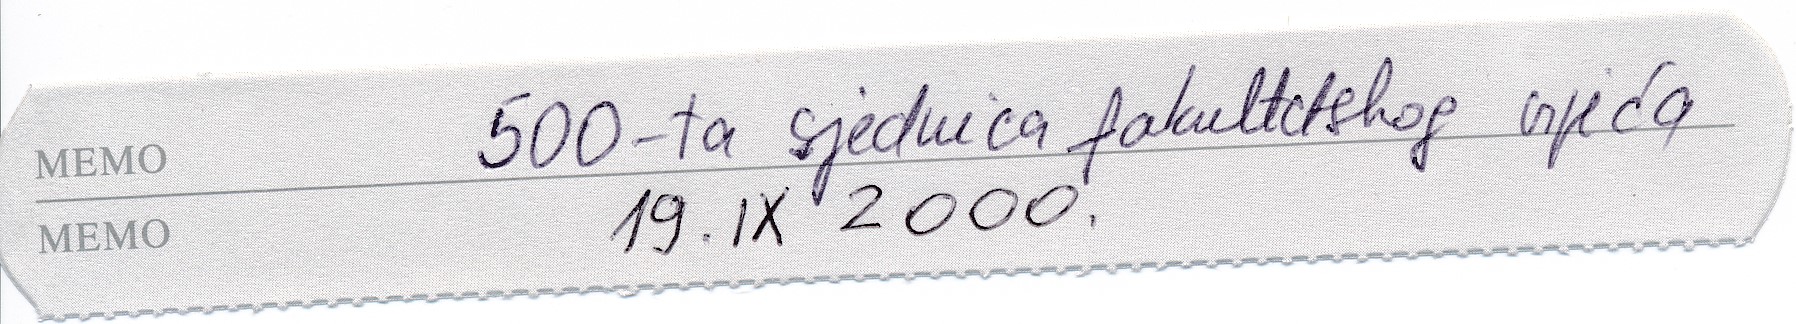 MEMO 500-ta sjednica fakultetskog vijeća
MEMO 19. IX 2000.